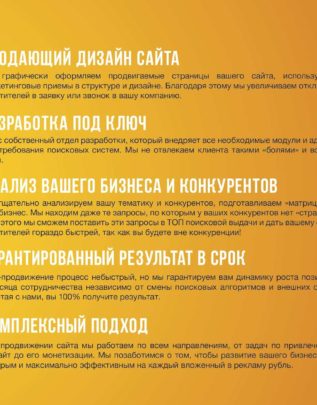 ОДАЮЩИЙ ДИЗАЙН САЙТА
графически оформляем продвигаемые страницы вашего сайта, использу
кетинговые приемы в структуре и дизайне. Благодаря этому мы увеличиваем откл
тителей в заявку или звонок в вашу компанию.
ЗРАБОТКА ПОД КЛЮЧ
с собственный отдел разработки, который внедряет все необходимые модули и ад
требования поисковых систем. Мы не отвлекаем клиента такими «болями» и вс
АЛИЗ ВАШЕГО БИЗНЕСА И КОНКУРЕНТОВ
щательно анализируем вашу тематику и конкурентов, подготавливаем «матриц
бизнес. Мы находим даже те запросы, по которым у ваших конкурентов нет «стра
этого мы сможем поставить эти запросы в ТОП поисковой выдачи и дать вашему с
тителей гораздо быстрей, так как вы будете вне конкуренции!
РАНТИРОВАННЫЙ РЕЗУЛЬТАТ В СРОК
-продвижение процесс небыстрый, но мы гарантируем вам динамику роста пози
сяца сотрудничества независимо от смены поисковых алгоритмов и внешних с
тая с нами, вы 100% получите результат.
МПЛЕКСНЫЙ ПОДХОД
продвижении сайта мы работаем по всем направлениям, от задач по привлеч
айт до его монетизации. Мы позаботимся о том, чтобы развитие вашего бизнес
рым и максимально эффективным на каждый вложенный в рекламу рубль.